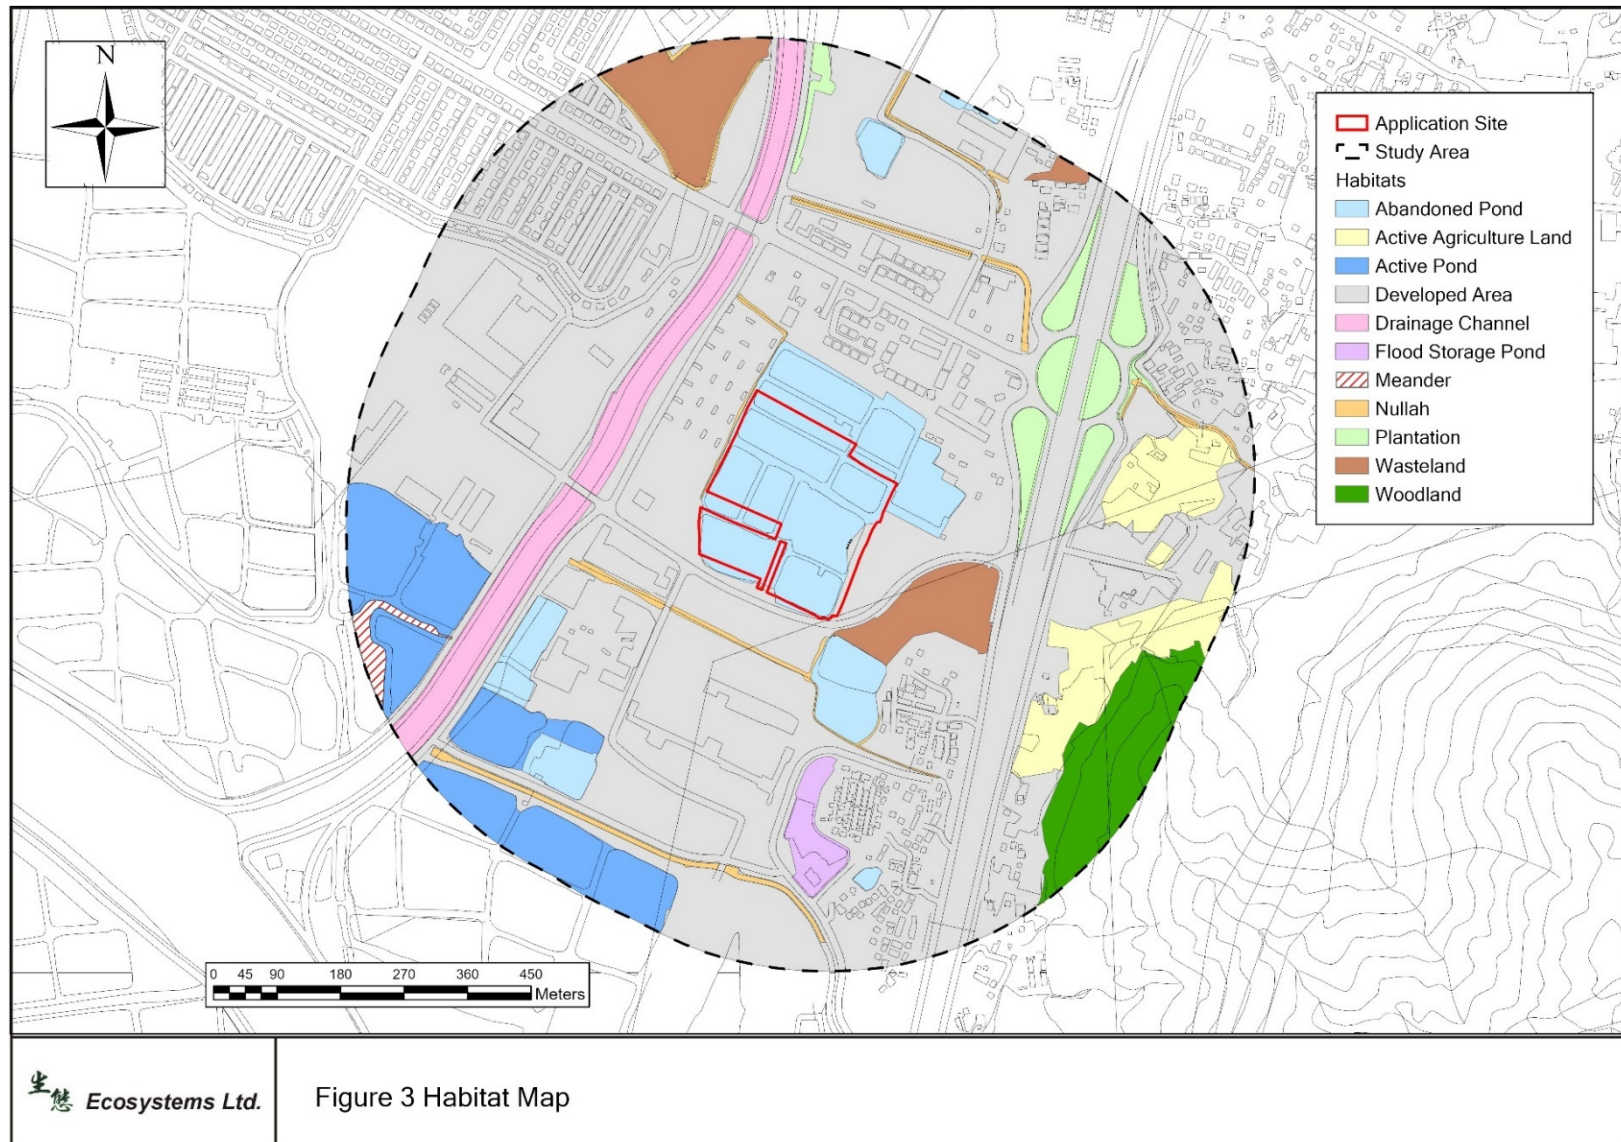 N
Application Site
Study Area
Habitats
Abandoned Pond
Active Agriculture Land
Active Pond
Developed Area
Drainage Channel
Flood Storage Pond
Meander
Nullah
Plantation
Wasteland
Woodland
0 45 90 180 270 360 450
Meters
生態 Ecosystems Ltd.
Figure 3 Habitat Map